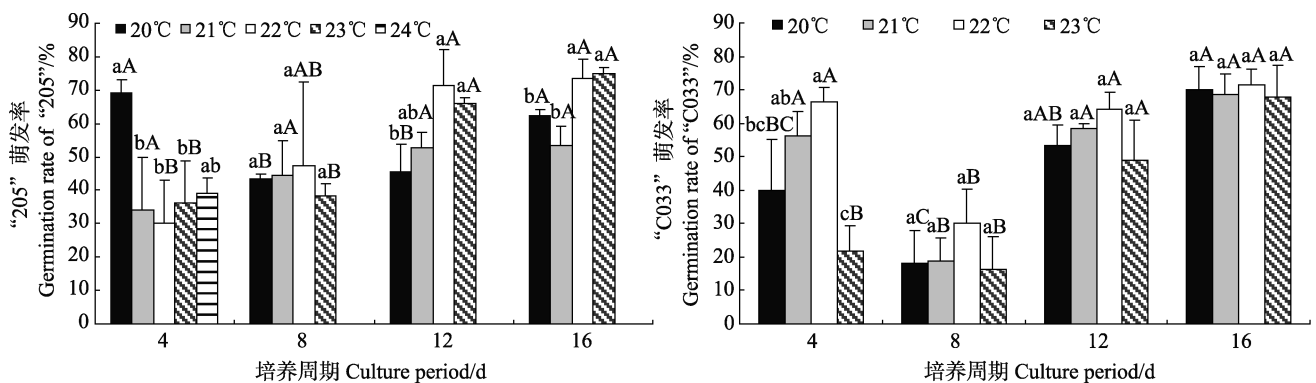 “205”萌发率
Germination rate of “205”/%
90
80
70
60
50
40
30
20
10
0
20℃ 21℃ 22℃ 23℃ 24℃
aA bA bB bB ab
aB aA aAB aB
bB abA aA aA
bA bA aA aA
4 8 12 16
培养周期 Culture period/d
“C033”萌发率
Germination rate of “C033”/%
90
80
70
60
50
40
30
20
10
0
20℃ 21℃ 22℃ 23℃
bcBC abA aA cB
aC aB aB aB
aAB aA aA aA
aA aA aA aA
4 8 12 16
培养周期 Culture period/d